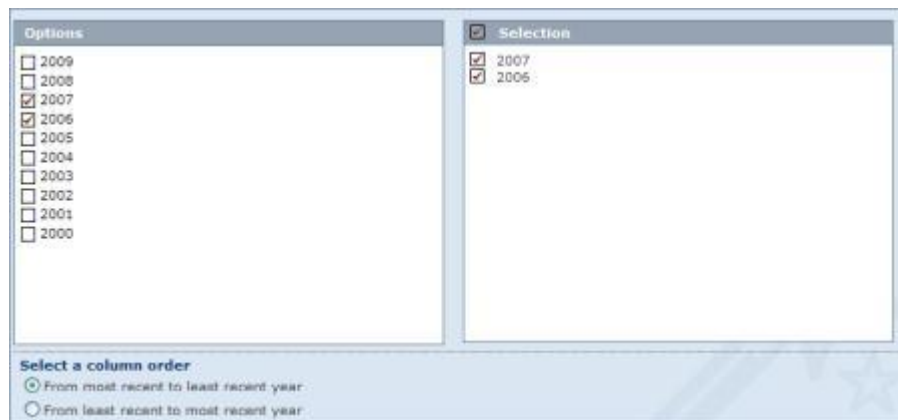 Options
2009
2008
2007
2006
2005
2004
2003
2002
2001
2000
Selection
2007
2006
Select a column order
From most recent to least recent year
From least recent to most recent year